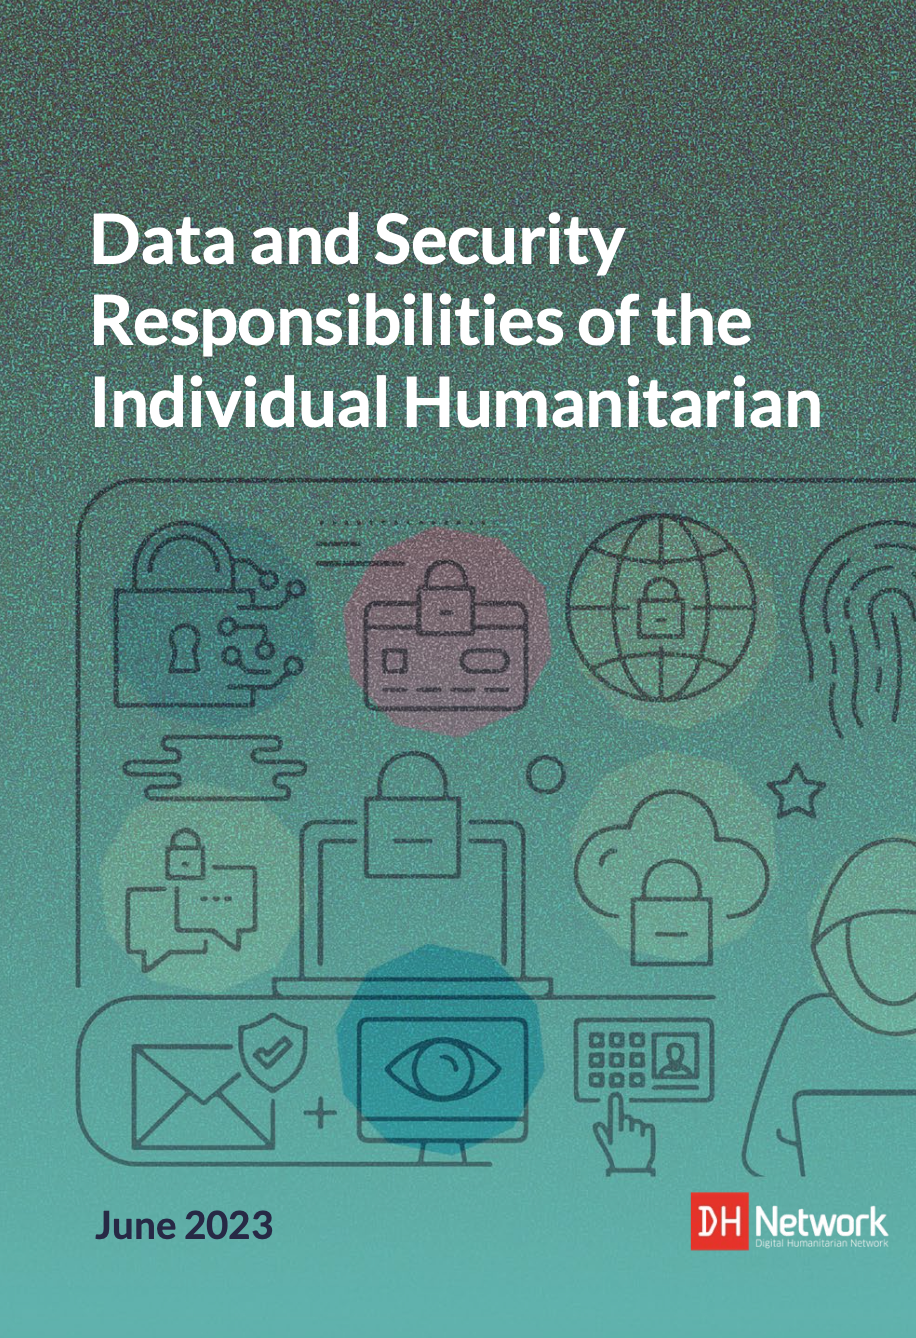 Data and Security
Responsibilities of the
Individual Humanitarian
June 2023
DH Network
Digital Humanitarian Network